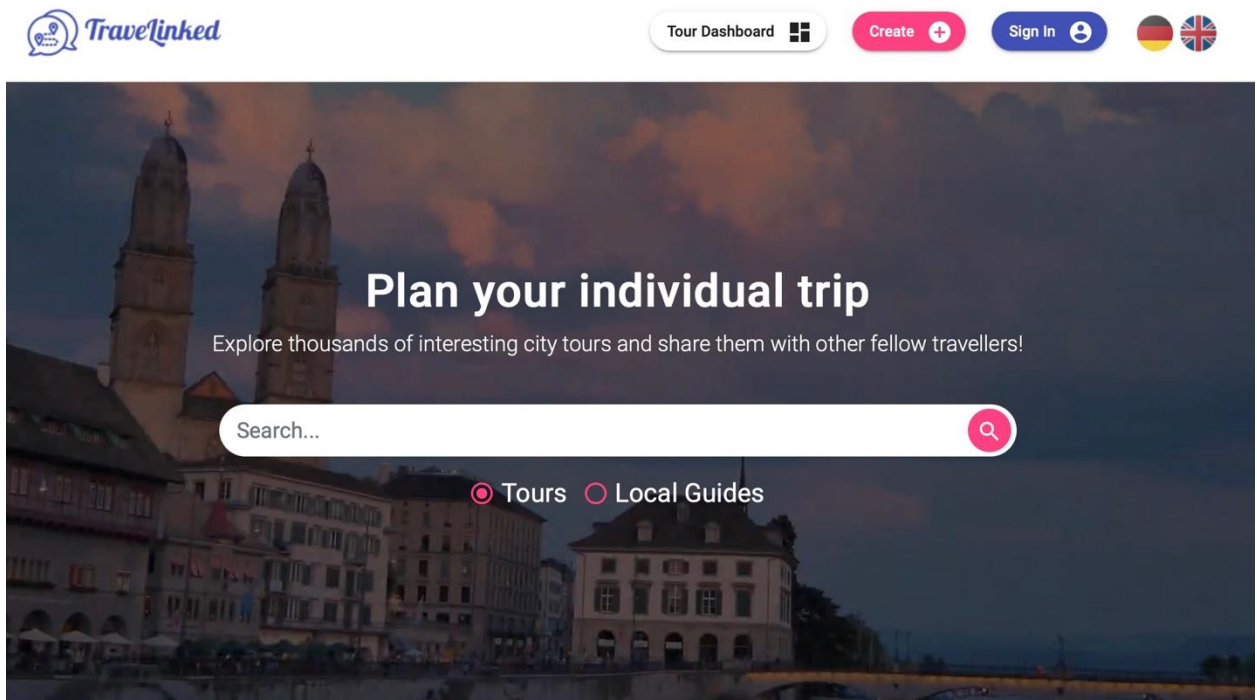 TraveLinked
Tour Dashboard
Create
Sign In
Plan your individual trip
Explore thousands of interesting city tours and share them with other fellow travellers!
Search...
Tours
Local Guides